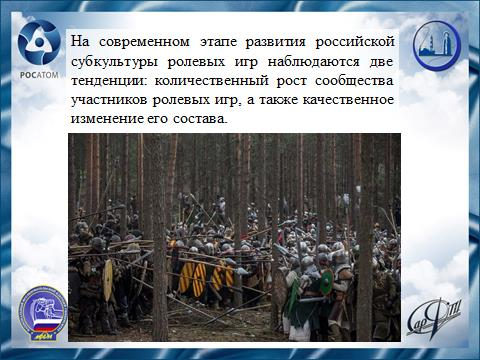 РОСАТОМ
На современном этапе развития российской
субкультуры ролевых игр наблюдаются две
тенденции: количественный рост сообщества
участников ролевых игр, а также качественное
изменение его состава.